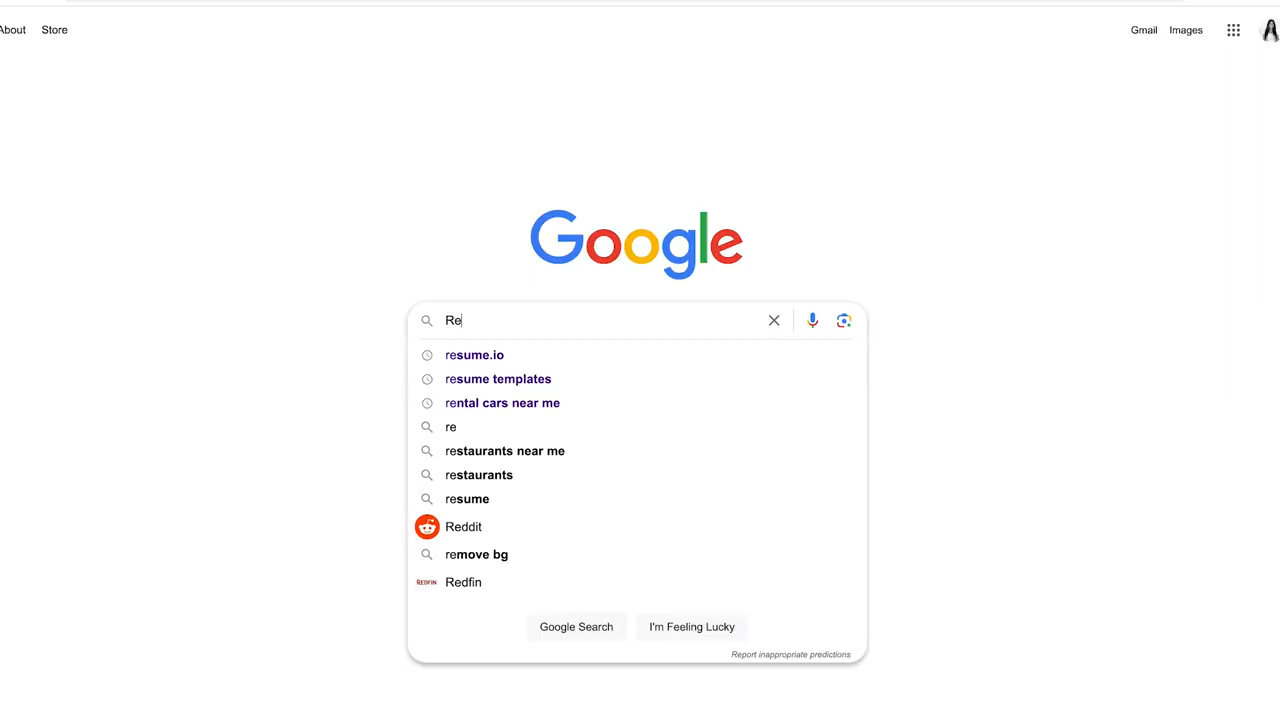 About Store Gmail Images
Google
Re
resume.io
resume templates
rental cars near me
re
restaurants near me
restaurants
resume
Reddit
remove bg
REDFIN Redfin
Google Search I'm Feeling Lucky
Report inappropriate predictions